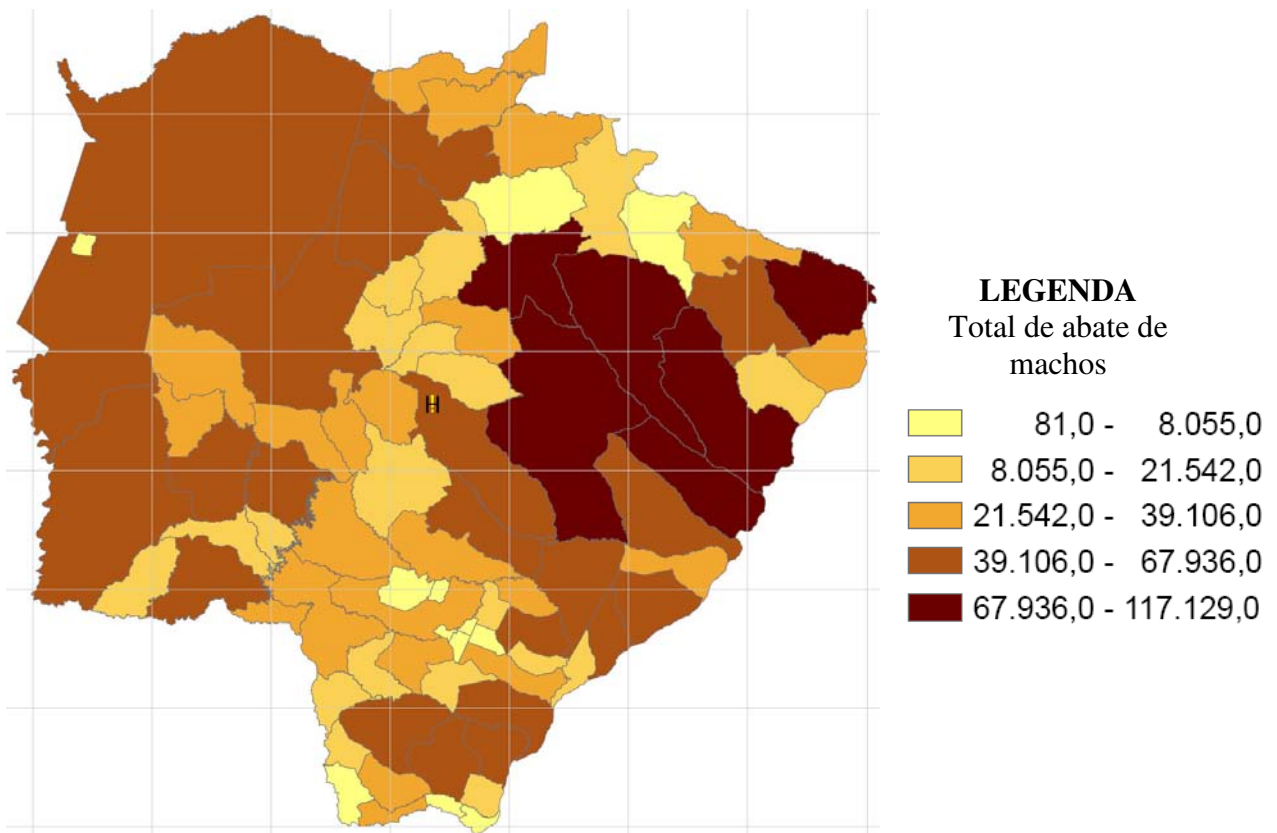 LEGENDA
Total de abate de
machos
81,0 - 8.055,0
8.055,0 - 21.542,0
21.542,0 - 39.106,0
39.106,0 - 67.936,0
67.936,0 - 117.129,0